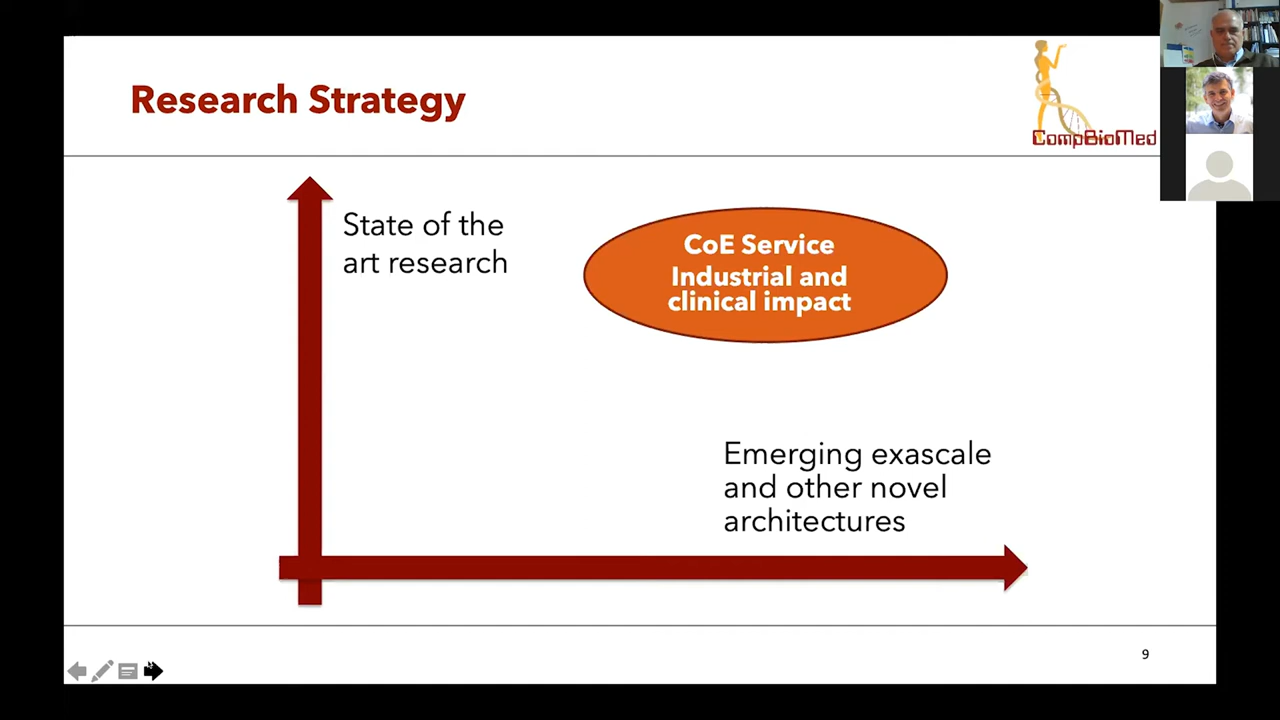 Research Strategy
CompBioMed
State of the
art research
CoE Service
Industrial and
clinical impact
Emerging exascale
and other novel
architectures
9